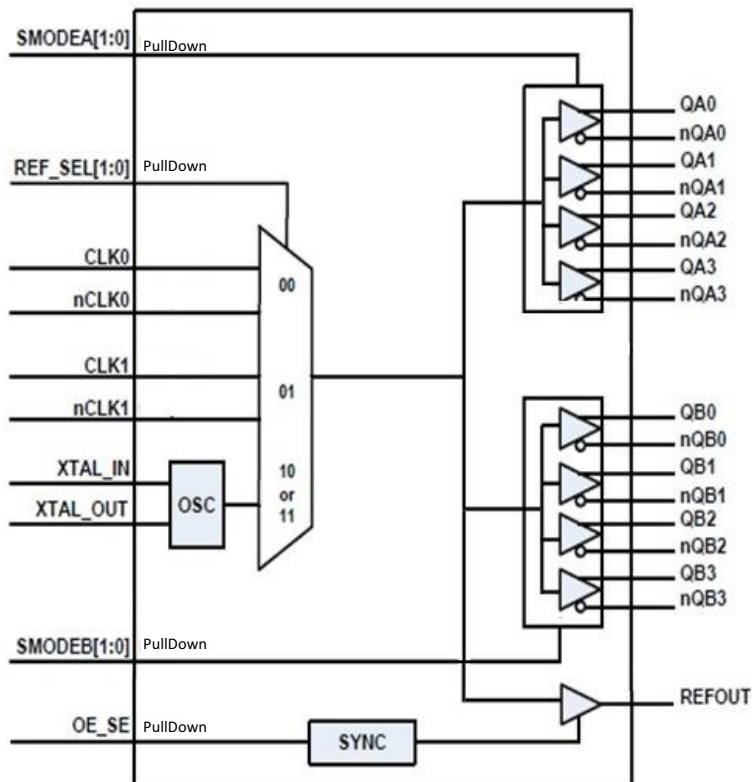 SMODEA[1:0] PullDown
QA0
nQA0
QA1
REF_SEL[1:0] PullDown
nQA1
QA2
nQA2
CLK0
QA3
00
nCLK0
nQA3
CLK1
01
nCLK1
QB0
nQB0
XTAL_IN
10
QB1
or
nQB1
XTAL_OUT
OSC
11
QB2
nQB2
QB3
nQB3
SMODEB[1:0] PullDown
REFOUT
OE_SE PullDown
SYNC